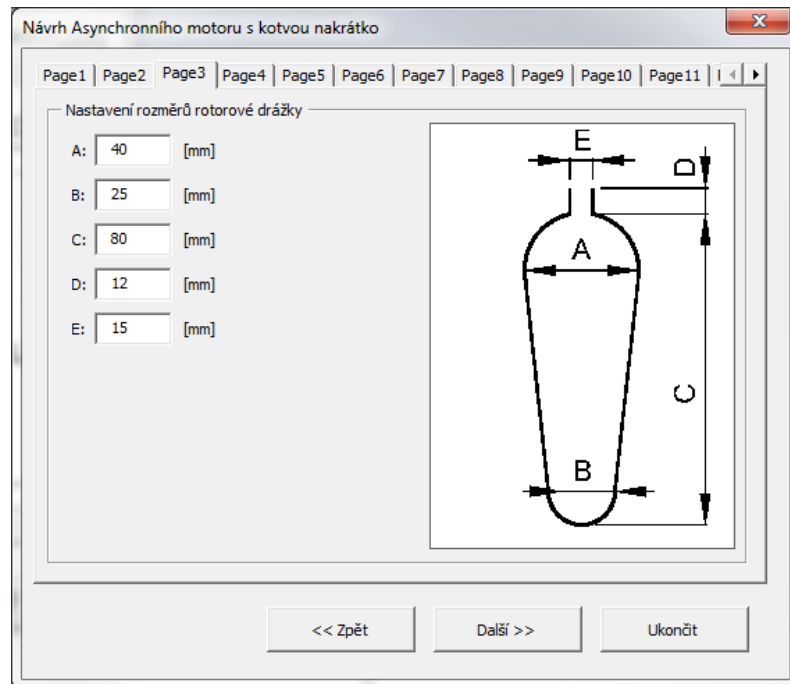 Návrh Asynchronního motoru s kotvou nakrátko
Page1 Page2 Page3 Page4 Page5 Page6 Page7 Page8 Page9 Page10 Page11
Nastavení rozměrů rotorové drážky
A: 40 [mm]
B: 25 [mm]
C: 80 [mm]
D: 12 [mm]
E: 15 [mm]
E
D
A
C
B
<< Zpět Další >> Ukončit